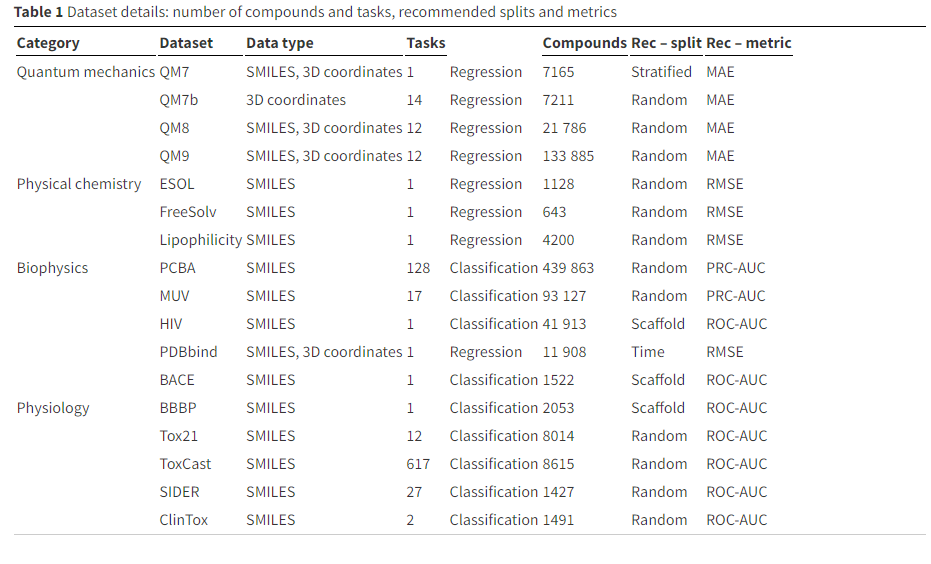 Table 1 Dataset details: number of compounds and tasks, recommended splits and metrics
Category Dataset Data type Tasks Compounds Rec – split Rec – metric
Quantum mechanics QM7 SMILES, 3D coordinates 1 Regression 7165 Stratified MAE
QM7b 3D coordinates 14 Regression 7211 Random MAE
QM8 SMILES, 3D coordinates 12 Regression 21 786 Random MAE
QM9 SMILES, 3D coordinates 12 Regression 133 885 Random MAE
Physical chemistry ESOL SMILES 1 Regression 1128 Random RMSE
FreeSolv SMILES 1 Regression 643 Random RMSE
Lipophilicity SMILES 1 Regression 4200 Random RMSE
Biophysics PCBA SMILES 128 Classification 439 863 Random PRC-AUC
MUV SMILES 17 Classification 93 127 Random PRC-AUC
HIV SMILES 1 Classification 41 913 Scaffold ROC-AUC
PDBbind SMILES, 3D coordinates 1 Regression 11 908 Time RMSE
BACE SMILES 1 Classification 1522 Scaffold ROC-AUC
Physiology BBBP SMILES 1 Classification 2053 Scaffold ROC-AUC
Tox21 SMILES 12 Classification 8014 Random ROC-AUC
ToxCast SMILES 617 Classification 8615 Random ROC-AUC
SIDER SMILES 27 Classification 1427 Random ROC-AUC
ClinTox SMILES 2 Classification 1491 Random ROC-AUC